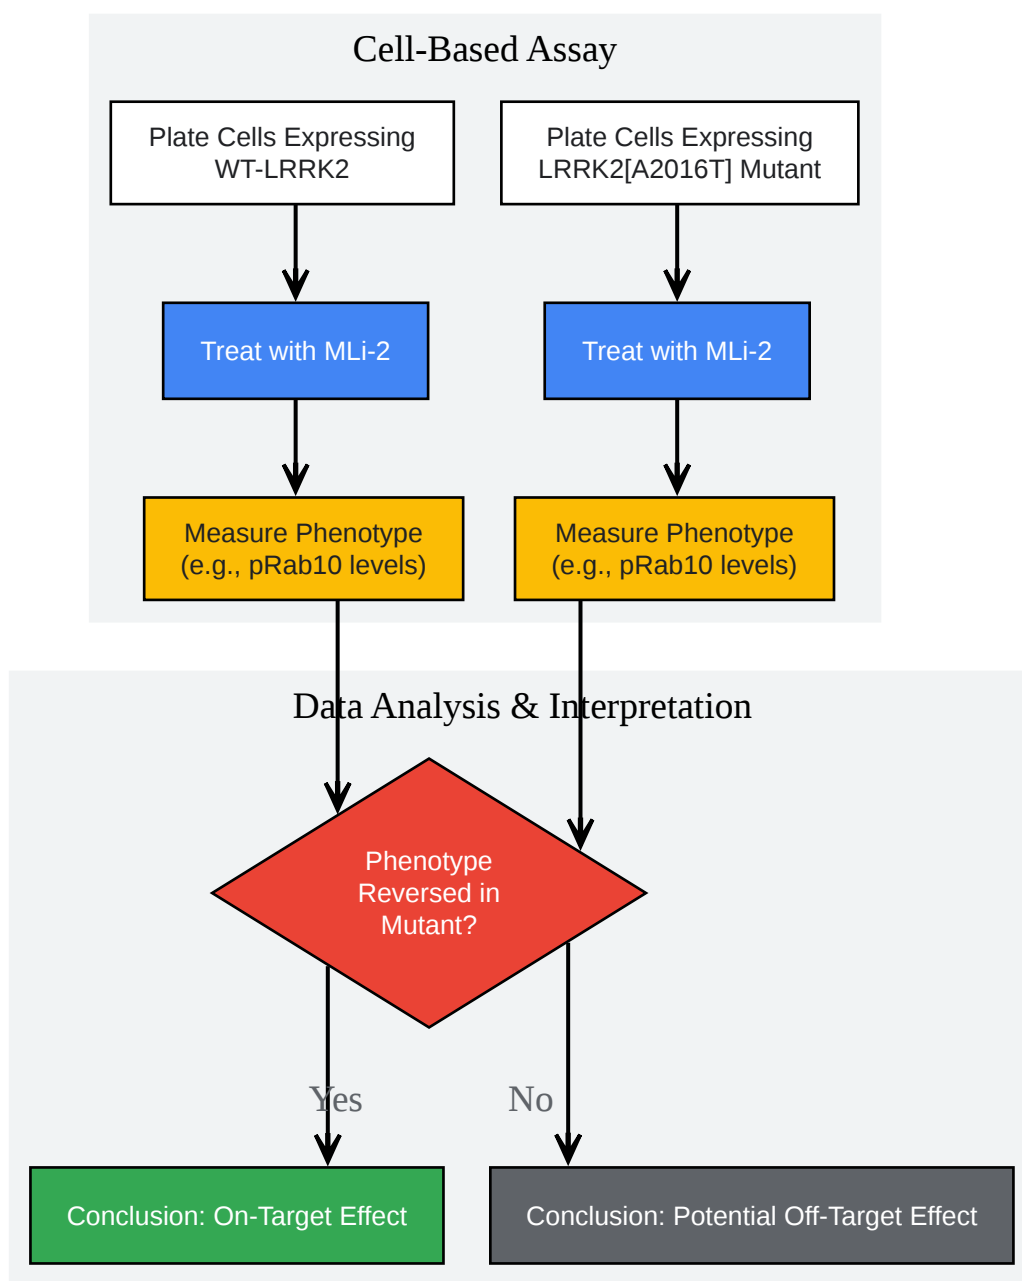 Cell-Based Assay
Plate Cells Expressing
WT-LRRK2
Plate Cells Expressing
LRRK2[A2016T] Mutant
Treat with MLi-2
Treat with MLi-2
Measure Phenotype
(e.g., pRab10 levels)
Measure Phenotype
(e.g., pRab10 levels)
Data Analysis & Interpretation
Phenotype
Reversed in
Mutant?
Yes
No
Conclusion: On-Target Effect
Conclusion: Potential Off-Target Effect